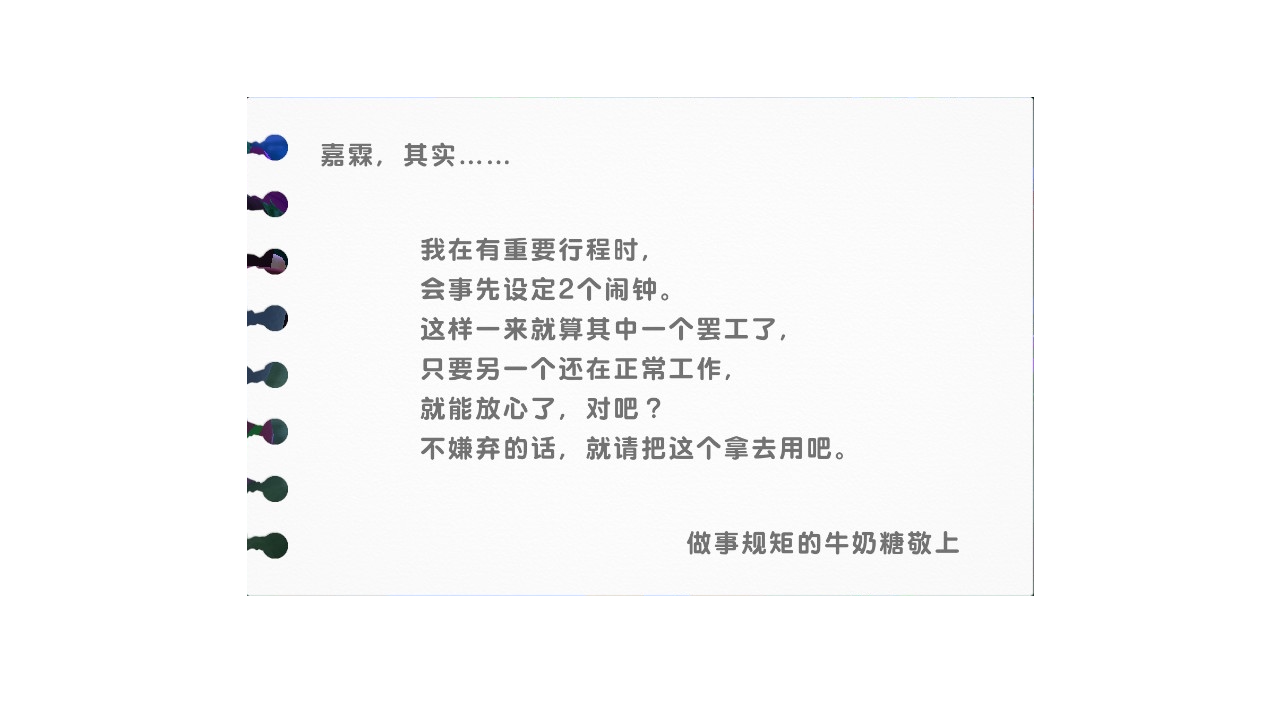 嘉霖，其实……
我在有重要行程时，
会事先设定2个闹钟。
这样一来就算其中一个罢工了，
只要另一个还在正常工作，
就能放心了，对吧？
不嫌弃的话，就请把这个拿去用吧。
做事规矩的牛奶糖敬上